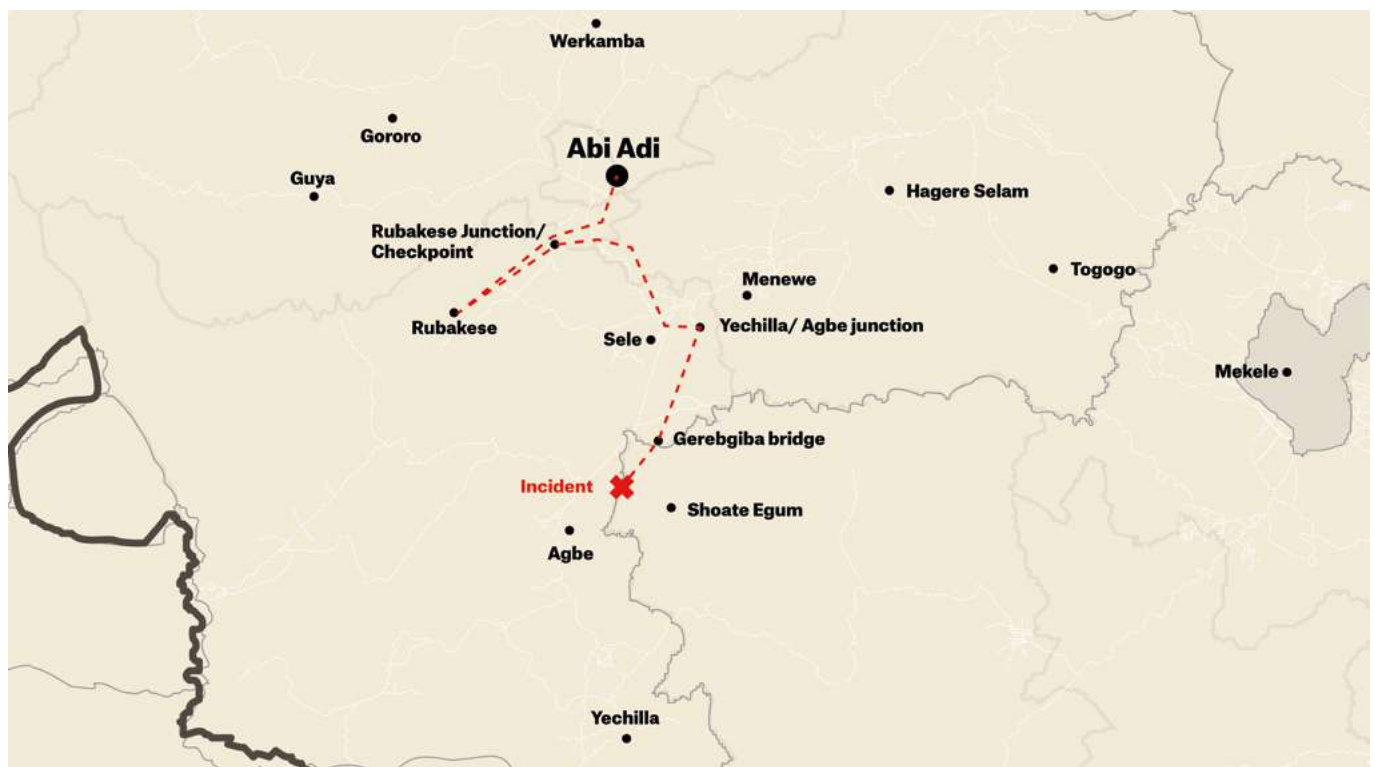 Werkamba
Gororo
Abi Adi
Guya
Hagere Selam
Rubakese Junction/
Checkpoint
Togogo
Menewe
Rubakese
Yechilla/ Agbe junction
Sele
Mekele
Gerebgiba bridge
Incident
Shoate Egum
Agbe
Yechilla